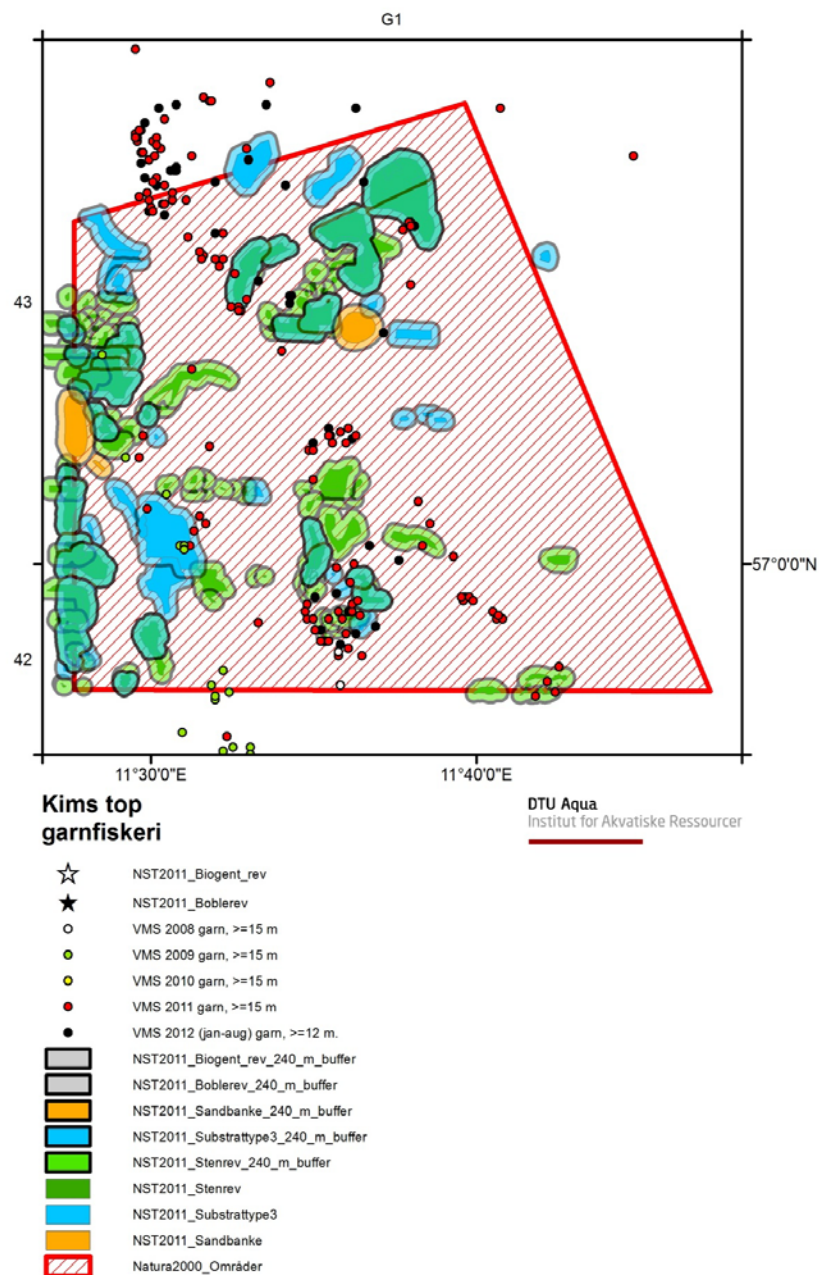 G1
43
57°0'0"N
42
11°30'0"E
11°40'0"E
Kims top
garnfiskeri
DTU Aqua
Institut for Akvatiske Ressourcer
NST2011_Biogent_rev
NST2011_Boblerev
VMS 2008 garn, >=15 m
VMS 2009 garn, >=15 m
VMS 2010 garn, >=15 m
VMS 2011 garn, >=15 m
VMS 2012 (jan-aug) garn, >=12 m.
NST2011_Biogent_rev_240_m_buffer
NST2011_Boblerev_240_m_buffer
NST2011_Sandbanke_240_m_buffer
NST2011_Substrattype3_240_m_buffer
NST2011_Stenrev_240_m_buffer
NST2011_Stenrev
NST2011_Substrattype3
NST2011_Sandbanke
Natura2000_Områder